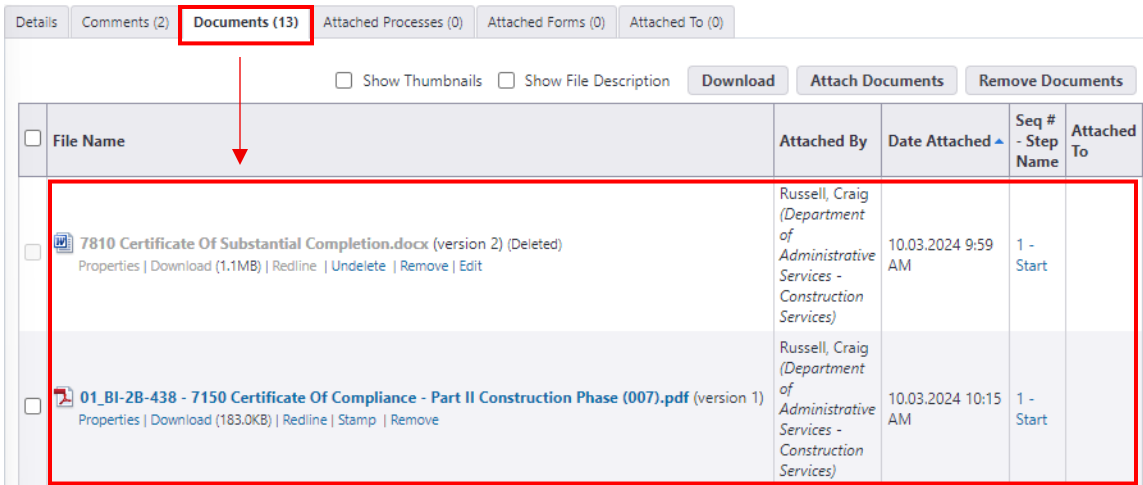 Details
Comments (2)
Documents (13)
Attached Processes (0)
Attached Forms (0)
Attached To (0)
Show Thumbnails
Show File Description
Download
Attach Documents
Remove Documents
File Name
Attached By
Date Attached
Seq #
- Step
Name
Attached
To
7810 Certificate Of Substantial Completion.docx (version 2) (Deleted)
Properties | Download (1.1MB) | Redline | Undelete | Remove | Edit
Russell, Craig
(Department
of
Administrative
Services -
Construction
Services)
10.03.2024 9:59
AM
1 -
Start
01_BI-2B-438 - 7150 Certificate Of Compliance - Part II Construction Phase (007).pdf (version 1)
Properties | Download (183.0KB) | Redline | Stamp | Remove
Russell, Craig
(Department
of
Administrative
Services -
Construction
Services)
10.03.2024 10:15
AM
1 -
Start